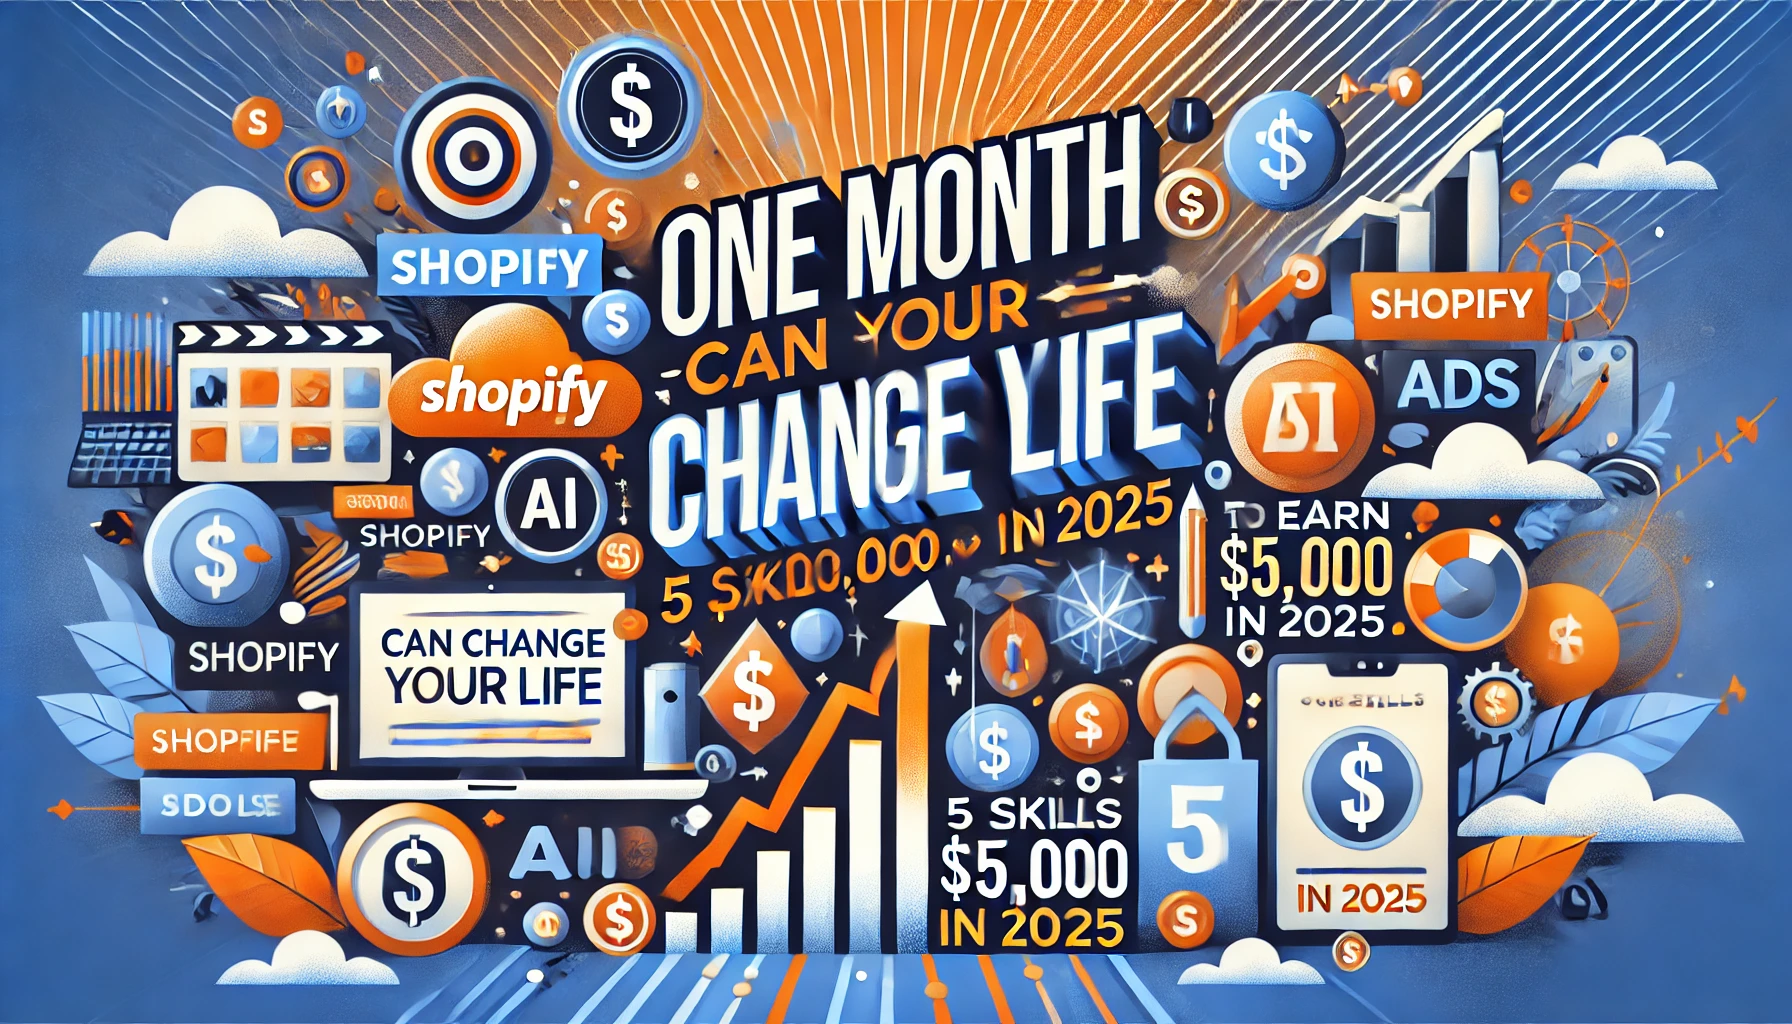 SHOPIFY
ONE MONTH
CAN YOUR
CHANGE LIFE
IN 2025
shopify
AI
SHOPIFY
SHOPIFY
CAN CHANGE
YOUR LIFE
SHOPFIFE
SHOPIFY
ADS
EARN
$5,000
IN 2025
5 SKILLS
$5,000
IN 2025
5
IN 2025